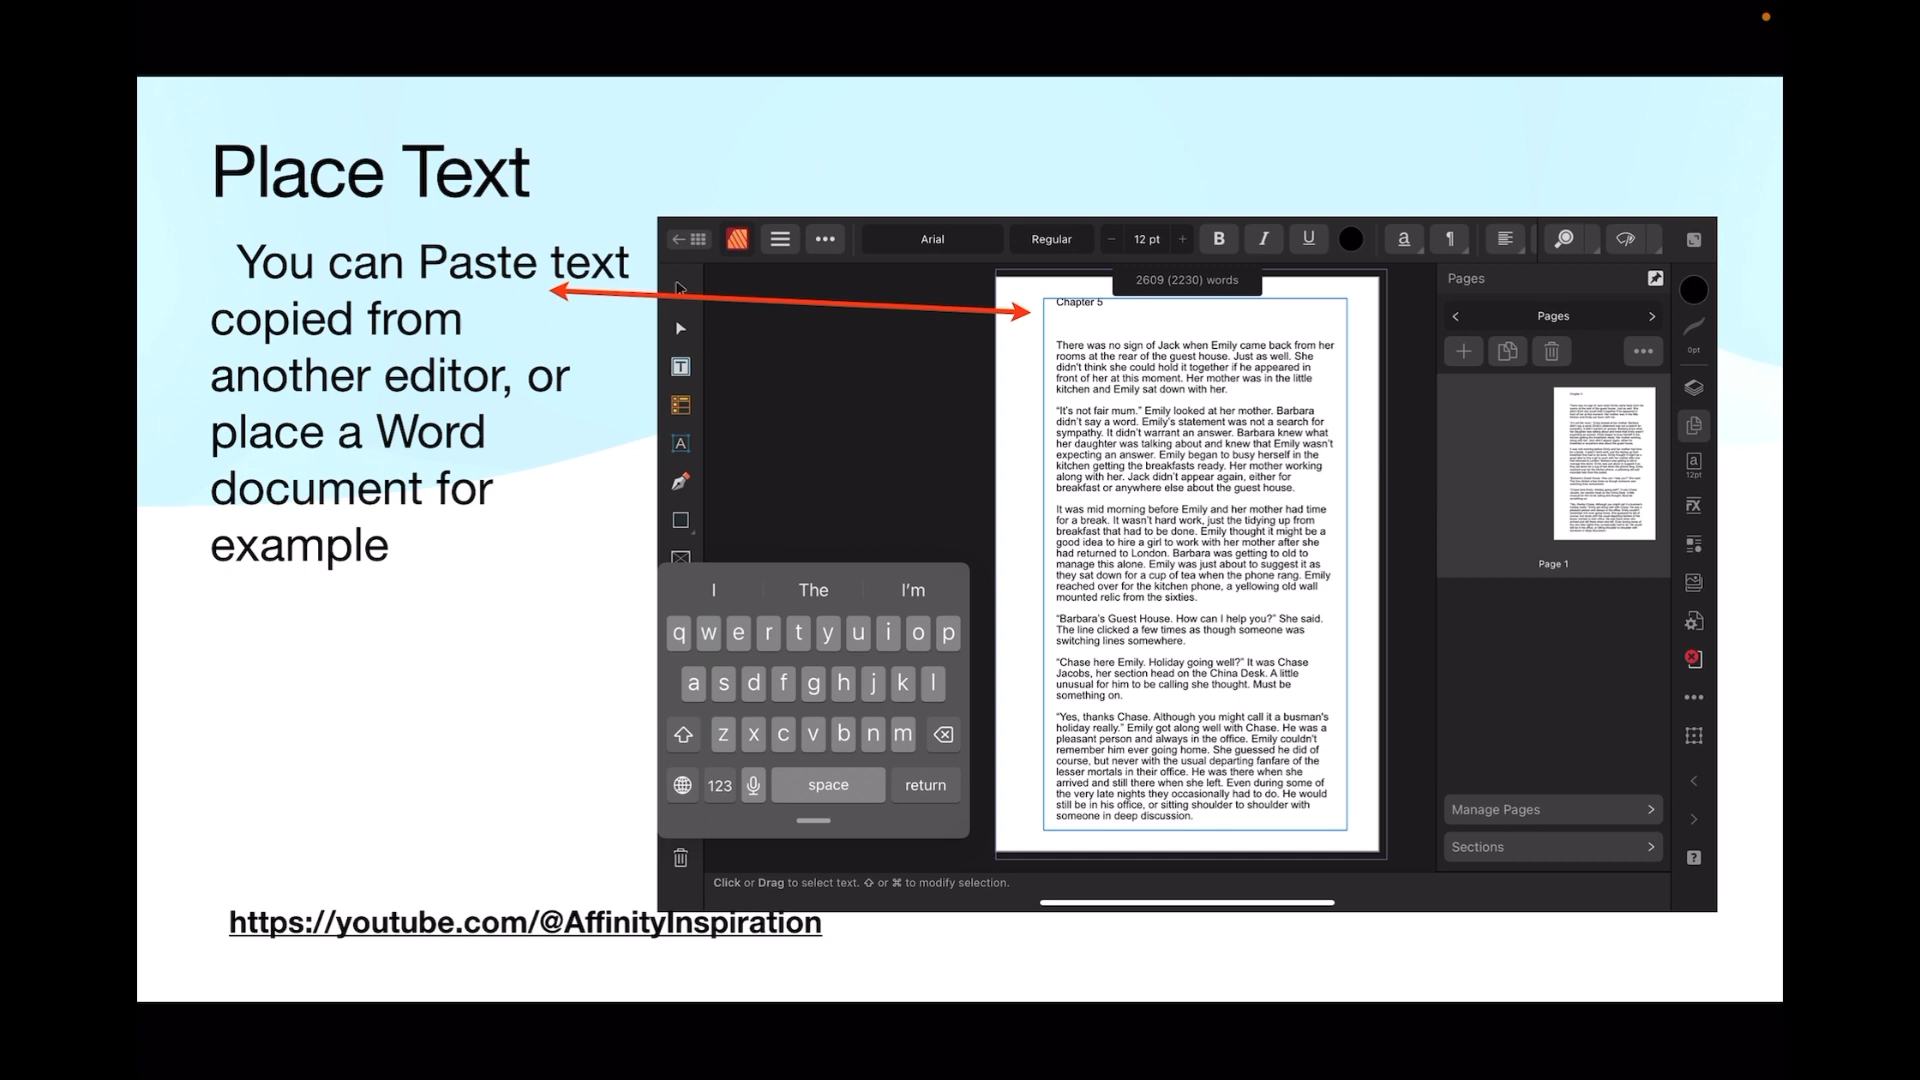 Place Text
You can Paste text
copied from
another editor, or
place a Word
document for
example
https://youtube.com/@AffinityInspiration
Arial
Regular
12 pt
B
I
U
a
¶
2609 (2230) words
Chapter 5
There was no sign of Jack when Emily came back from her
rooms at the rear of the guest house. Just as well. She
didn't think she could hold it together if he appeared in
front of her at this moment. Her mother was in the little
kitchen and Emily sat down with her.
“It's not fair mum.” Emily looked at her mother. Barbara
didn't say a word. Emily's statement was not a search for
sympathy. It didn't warrant an answer. Barbara knew what
her daughter was talking about and knew that Emily wasn't
expecting an answer. Emily began to busy herself in the
kitchen getting the breakfasts ready. Her mother working
along with her. Jack didn't appear again, either for
breakfast or anywhere else about the guest house.
It was mid morning before Emily and her mother had time
for a break. It wasn't hard work, just the tidying up from
breakfast that had to be done. Emily thought it might be a
good idea to hire a girl to work with her mother after she
had returned to London. Barbara was getting to old to
manage this alone. Emily was just about to suggest it as
they sat down for a cup of tea when the phone rang. Emily
reached over for the kitchen phone, a yellowing old wall
mounted relic from the sixties.
“Barbara's Guest House. How can I help you?” She said.
The line clicked a few times as though someone was
switching lines somewhere.
“Chase here Emily. Holiday going well?” It was Chase
Jacobs, her section head on the China Desk. A little
unusual for him to be calling she thought. Must be
something on.
“Yes, thanks Chase. Although you might call it a busman's
holiday really.” Emily got along well with Chase. He was a
pleasant person and always in the office. Emily couldn't
remember him ever going home. She guessed he did of
course, but never with the usual departing fanfare of the
lesser mortals in their office. He was there when she
arrived and still there when she left. Even during some of
the very late nights they occasionally had to do. He would
still be in his office, or sitting shoulder to shoulder with
someone in deep discussion.
Pages
Pages
Page 1
Manage Pages
Sections
0pt
a
12pt
FX
?
T
A
I The I'm
q w e r t y u i o p
a s d f g h j k l
z x c v b n m
123 space return
Click or Drag to select text. ⇧ or ⌘ to modify selection.